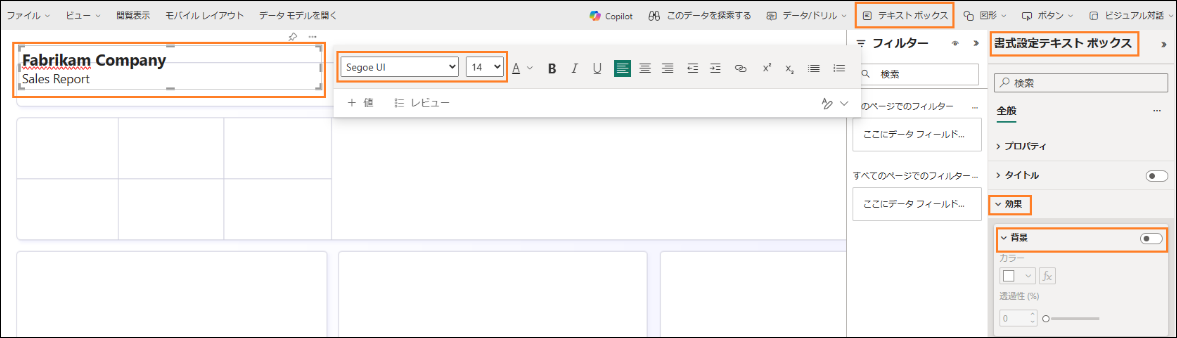 ファイル ビュー 閲覧表示 モバイル レイアウト データ モデルを開く Copilot このデータを探索する データ/ドリル テキスト ボックス 図形 ボタン ビジュアル対話
Fabrikam Company
Sales Report
Segoe UI 14 A B I U x² x₂
+ 値 レビュー
フィルター
検索
のページでのフィルター ...
ここにデータ フィールド...
すべてのページでのフィルター ...
ここにデータ フィールド...
書式設定テキスト ボックス
検索
全般 ...
プロパティ
タイトル
効果
背景
カラー
fx
透過性 (%)
0